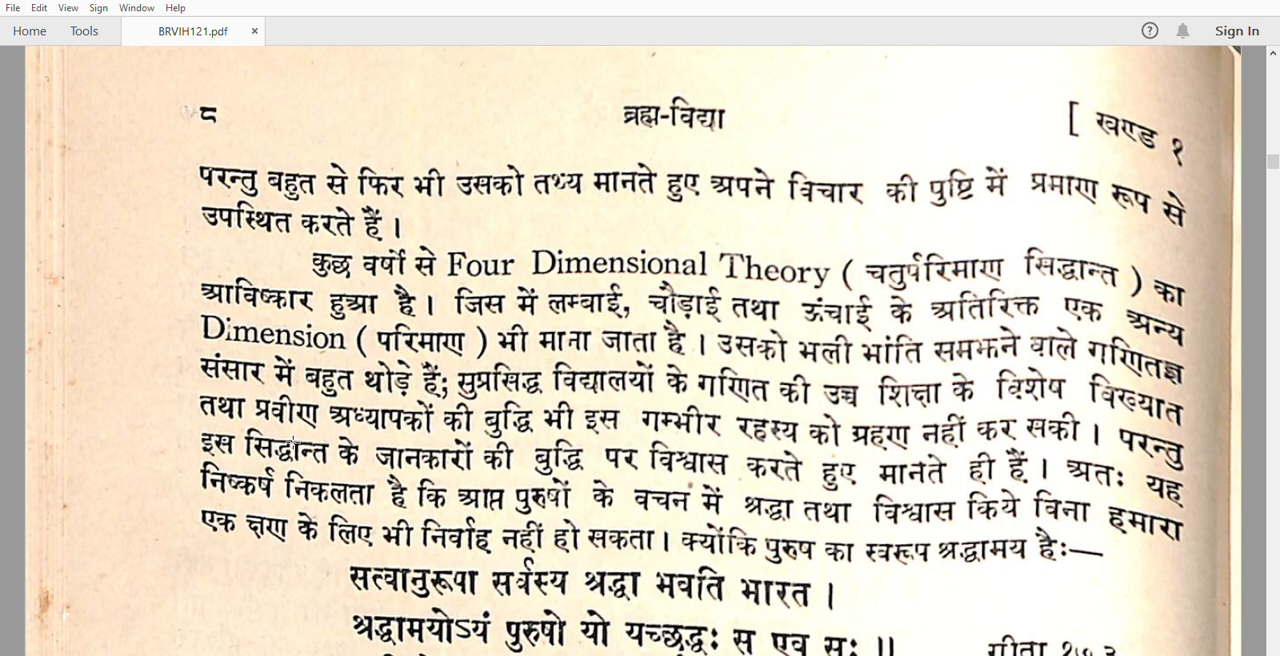 File Edit View Sign Window Help
Home Tools BRVIH121.pdf × ? Sign In
८ ब्रह्म-विद्या [ खण्ड १
परन्तु बहुत से फिर भी उसको तथ्य मानते हुए अपने विचार की पुष्टि में प्रमाण रूप से
उपस्थित करते हैं ।
कुछ वर्षों से Four Dimensional Theory ( चतुर्परिमाण सिद्धान्त ) का
आविष्कार हुआ है । जिस में लम्बाई, चौड़ाई तथा ऊंचाई के अतिरिक्त एक अन्य
Dimension ( परिमाण ) भी माना जाता है । उसको भली भांति समझने वाले गणितज्ञ
संसार में बहुत थोड़े हैं; सुप्रसिद्ध विद्यालयों के गणित की उच्च शिक्षा के विशेष विख्यात
तथा प्रवीण अध्यापकों की बुद्धि भी इस गम्भीर रहस्य को ग्रहण नहीं कर सकी । परन्तु
इस सिद्धान्त के जानकारों की बुद्धि पर विश्वास करते हुए मानते ही हैं । अतः यह
निष्कर्ष निकलता है कि आप्त पुरुषों के वचन में श्रद्धा तथा विश्वास किये विना हमारा
एक क्षण के लिए भी निर्वाह नहीं हो सकता । क्योंकि पुरुष का स्वरूप श्रद्धामय है:—
सत्वानुरूपा सर्वस्य श्रद्धा भवति भारत ।
श्रद्धामयोऽयं पुरुषो यो यच्छ्रद्धः स एव सः ॥
गीता १७.३